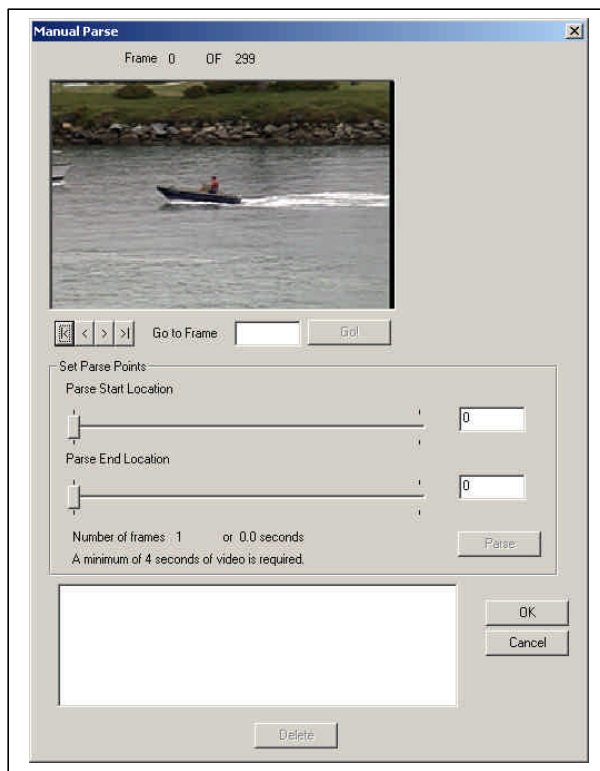 Manual Parse
Frame 0 OF 299
|< < > >| Go to Frame Go!
Set Parse Points
Parse Start Location
0
Parse End Location
0
Number of frames 1 or 0.0 seconds
A minimum of 4 seconds of video is required.
Parse
OK
Cancel
Delete